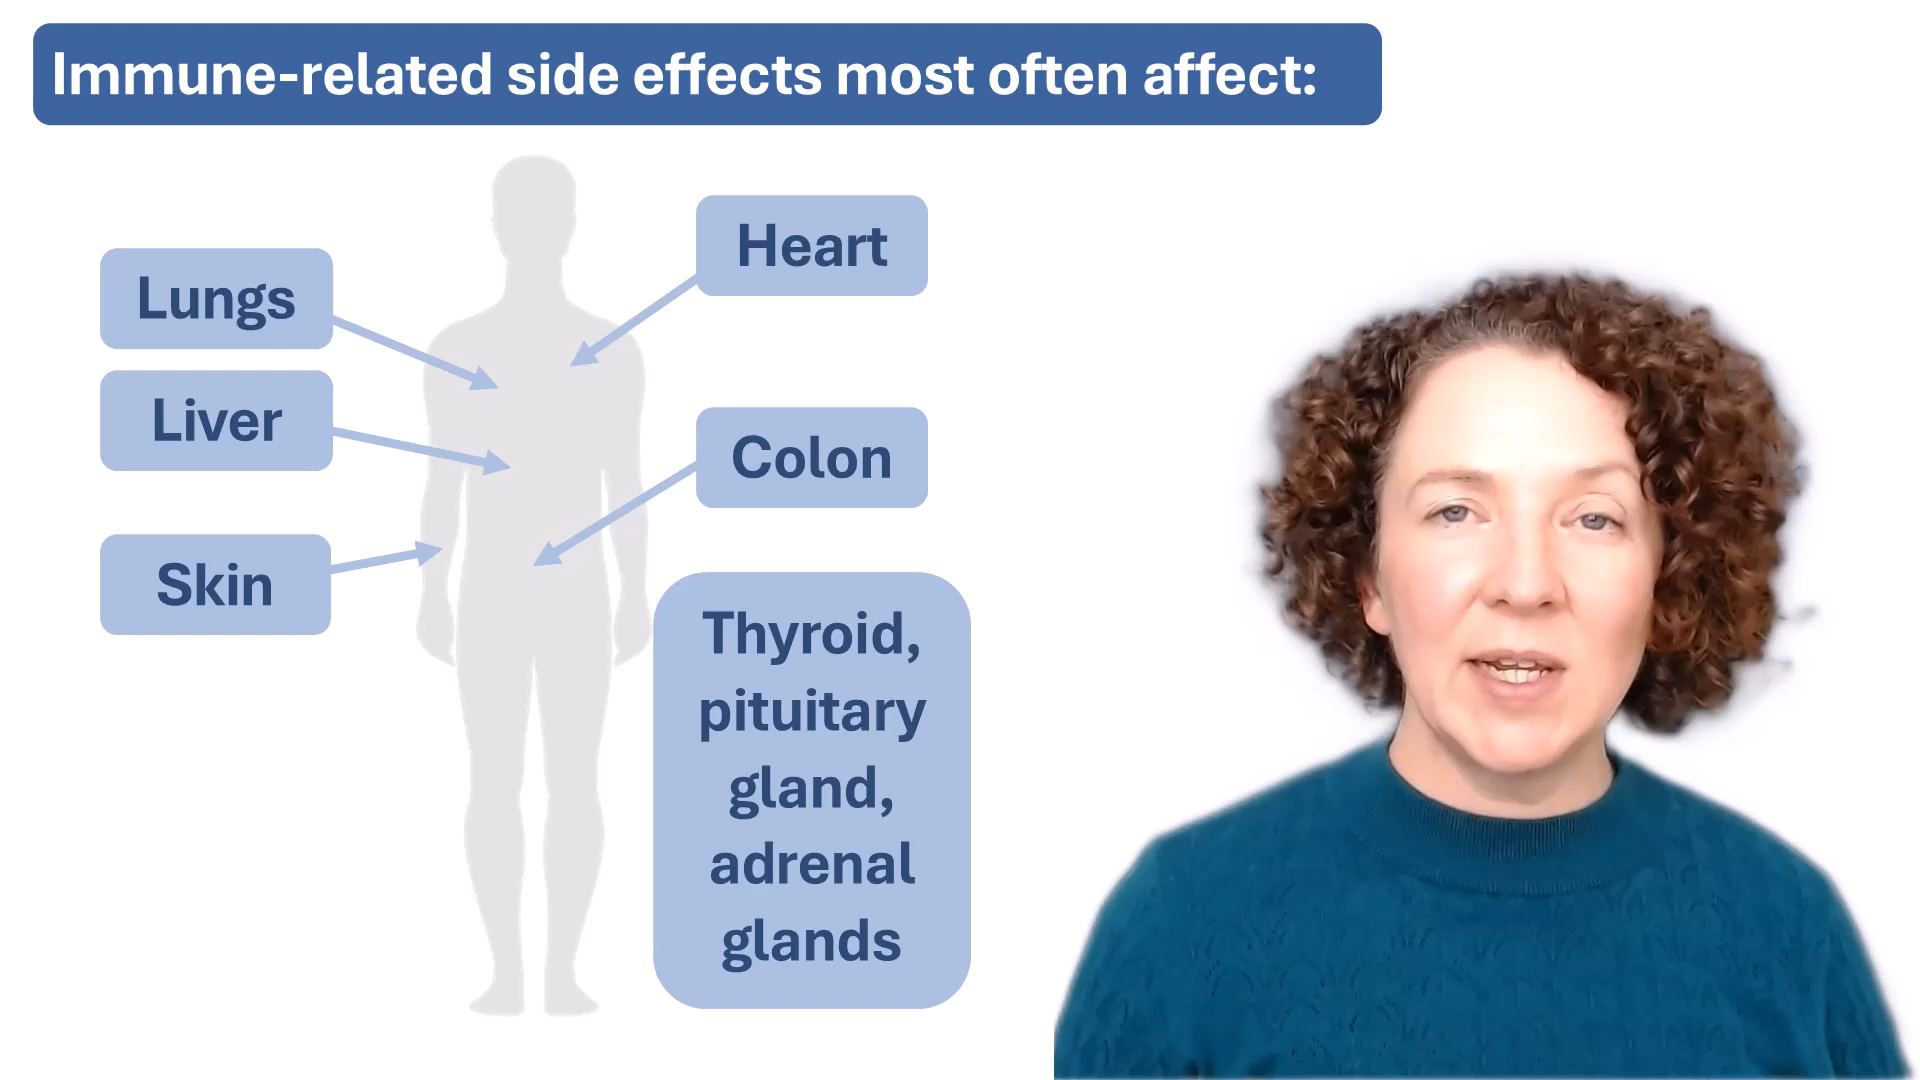 Immune-related side effects most often affect:
Heart
Lungs
Liver
Colon
Skin
Thyroid,
pituitary
gland,
adrenal
glands